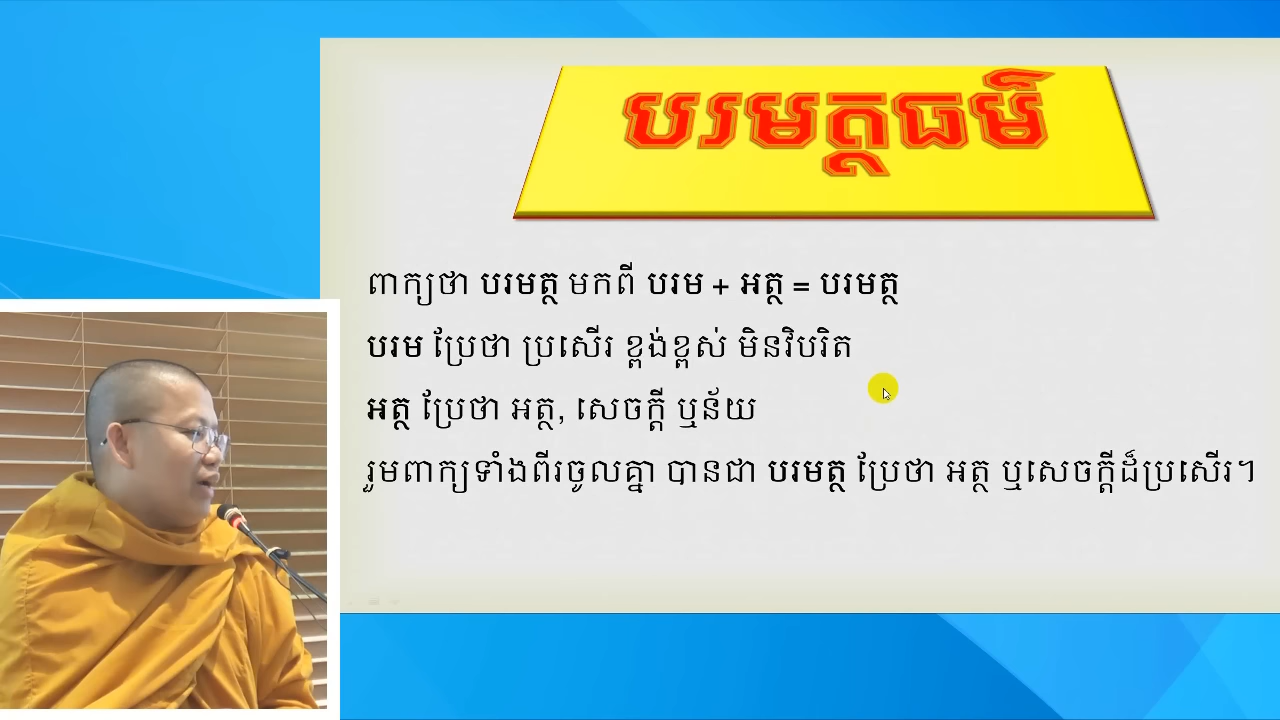 បរមត្ថធម៌
ពាក្យថា បរមត្ថ មកពី បរម + អត្ថ = បរមត្ថ
បរម ប្រែថា ប្រសើរ ខ្ពង់ខ្ពស់ មិនវិបរិត
អត្ថ ប្រែថា អត្ថ, សេចក្តី ឬន័យ
រួមពាក្យទាំងពីរចូលគ្នា បានជា បរមត្ថ ប្រែថា អត្ថ ឬសេចក្តីដ៏ប្រសើរ។